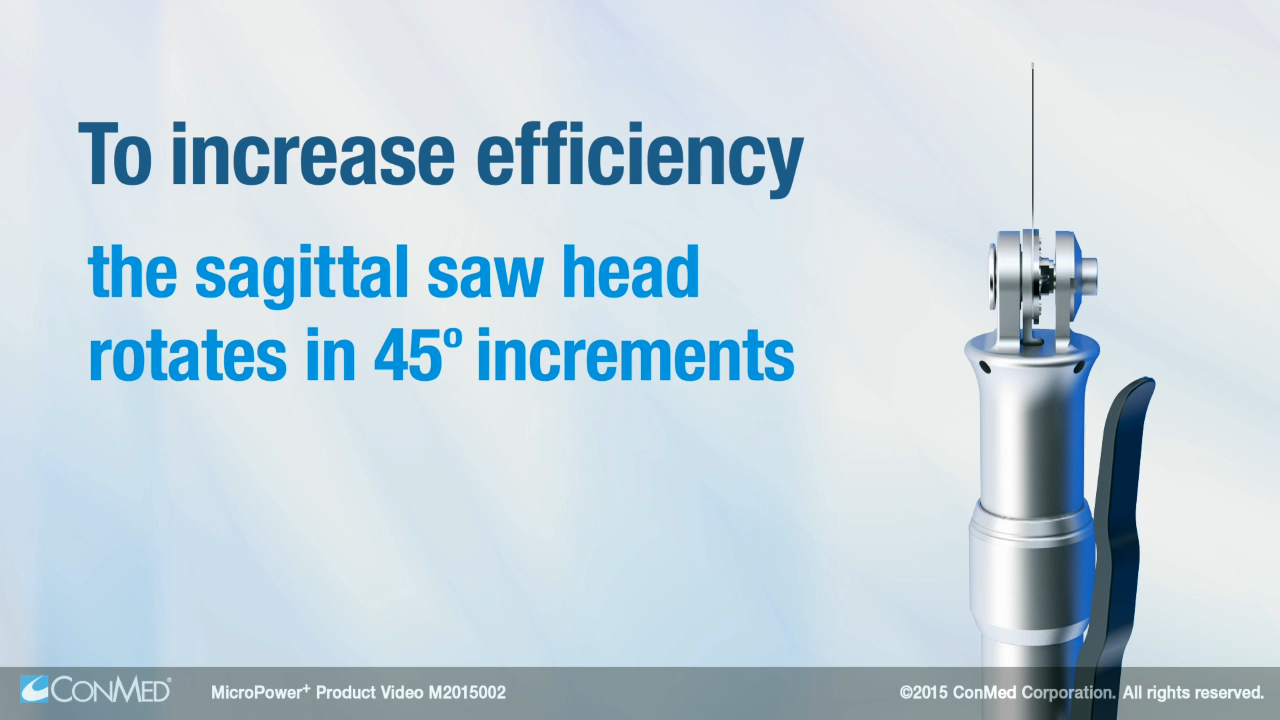 To increase efficiency
the sagittal saw head
rotates in 45º increments
CONMED® MicroPower+ Product Video M2015002 ©2015 ConMed Corporation. All rights reserved.